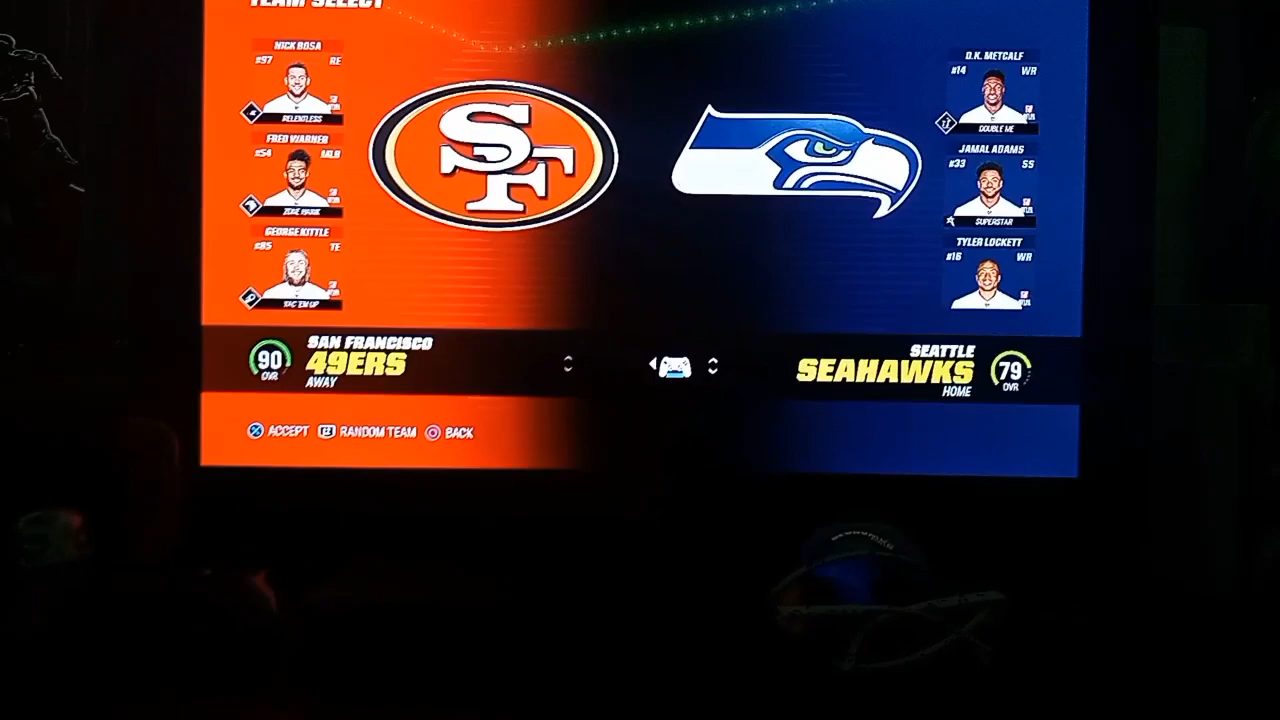 TEAM SELECT
NICK BOSA
#97 RE
RELENTLESS
FRED WARNER
#54 MLB
GEORGE KITTLE
#85 TE
YAC 'EM UP
SF
D.K. METCALF
#14 WR
DOUBLE ME
JAMAL ADAMS
#33 SS
SUPERSTAR
TYLER LOCKETT
#16 WR
90
OVR
SAN FRANCISCO
49ERS
AWAY
SEATTLE
SEAHAWKS
HOME
79
OVR
ACCEPT RANDOM TEAM BACK